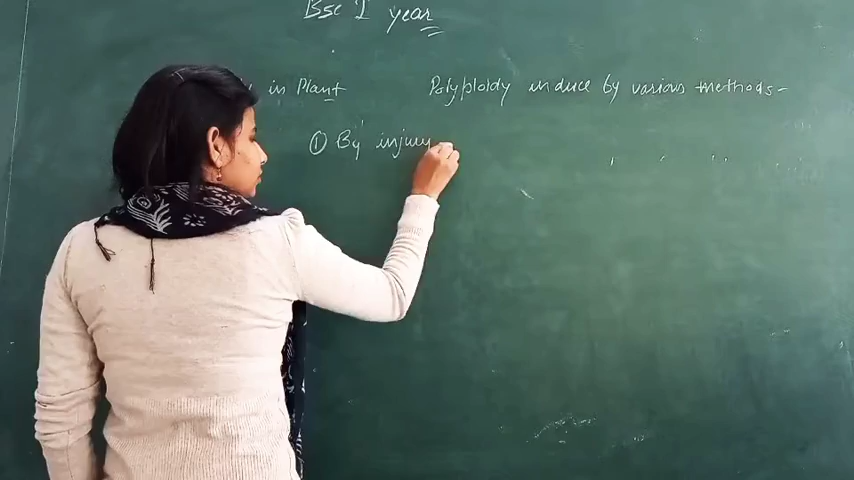 Bsc I year
in Plant Polyploidy induce by various methods-
① By injury